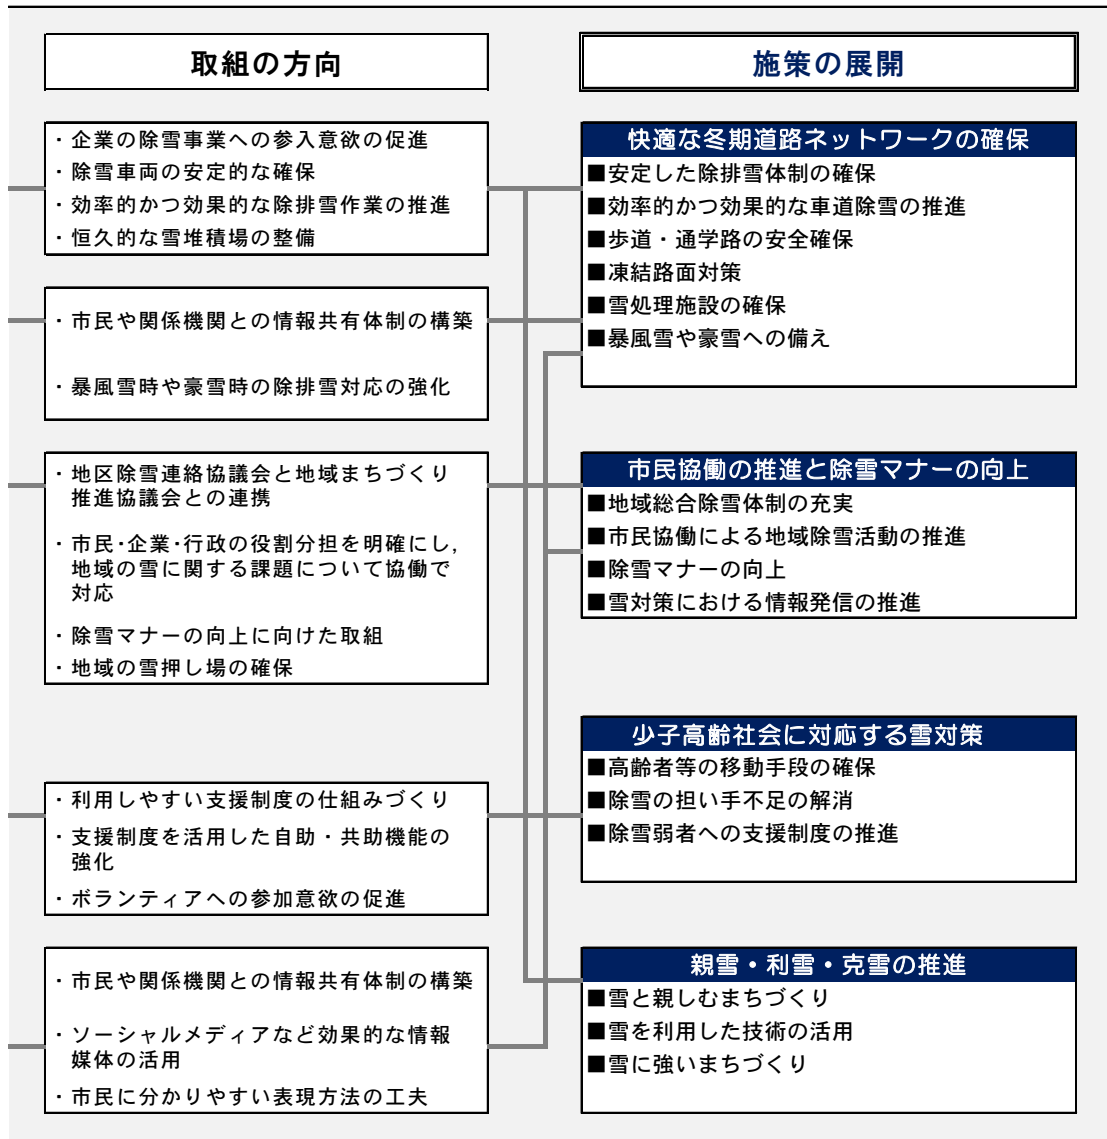 取組の方向
・企業の除雪事業への参入意欲の促進
・除雪車両の安定的な確保
・効率的かつ効果的な除排雪作業の推進
・恒久的な雪堆積場の整備
・市民や関係機関との情報共有体制の構築
・暴風雪時や豪雪時の除排雪対応の強化
・地区除雪連絡協議会と地域まちづくり
推進協議会との連携
・市民･企業･行政の役割分担を明確にし,
地域の雪に関する課題について協働で
対応
・除雪マナーの向上に向けた取組
・地域の雪押し場の確保
・利用しやすい支援制度の仕組みづくり
・支援制度を活用した自助・共助機能の
強化
・ボランティアへの参加意欲の促進
・市民や関係機関との情報共有体制の構築
・ソーシャルメディアなど効果的な情報
媒体の活用
・市民に分かりやすい表現方法の工夫
施策の展開
快適な冬期道路ネットワークの確保
■安定した除排雪体制の確保
■効率的かつ効果的な車道除雪の推進
■歩道・通学路の安全確保
■凍結路面対策
■雪処理施設の確保
■暴風雪や豪雪への備え
市民協働の推進と除雪マナーの向上
■地域総合除雪体制の充実
■市民協働による地域除雪活動の推進
■除雪マナーの向上
■雪対策における情報発信の推進
少子高齢社会に対応する雪対策
■高齢者等の移動手段の確保
■除雪の担い手不足の解消
■除雪弱者への支援制度の推進
親雪・利雪・克雪の推進
■雪と親しむまちづくり
■雪を利用した技術の活用
■雪に強いまちづくり